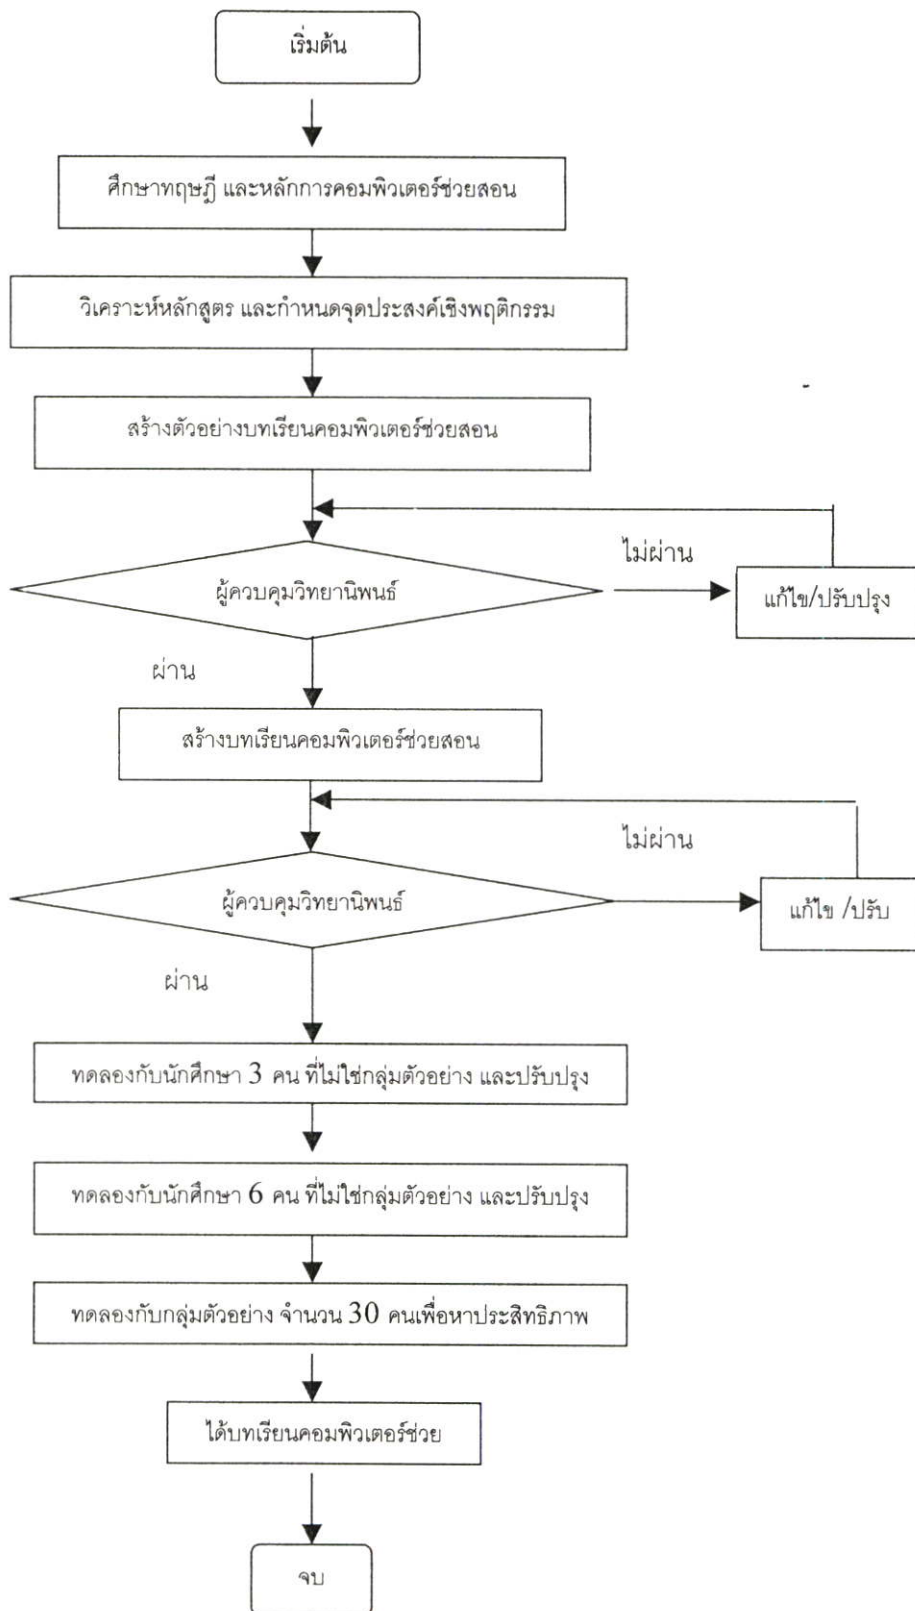 เริ่มต้น
ศึกษาทฤษฎี และหลักการคอมพิวเตอร์ช่วยสอน
วิเคราะห์หลักสูตร และกำหนดจุดประสงค์เชิงพฤติกรรม
สร้างตัวอย่างบทเรียนคอมพิวเตอร์ช่วยสอน
ไม่ผ่าน
ผู้ควบคุมวิทยานิพนธ์
แก้ไข/ปรับปรุง
ผ่าน
สร้างบทเรียนคอมพิวเตอร์ช่วยสอน
ไม่ผ่าน
ผู้ควบคุมวิทยานิพนธ์
แก้ไข /ปรับ
ผ่าน
ทดลองกับนักศึกษา 3 คน ที่ไม่ใช่กลุ่มตัวอย่าง และปรับปรุง
ทดลองกับนักศึกษา 6 คน ที่ไม่ใช่กลุ่มตัวอย่าง และปรับปรุง
ทดลองกับกลุ่มตัวอย่าง จำนวน 30 คนเพื่อหาประสิทธิภาพ
ได้บทเรียนคอมพิวเตอร์ช่วย
จบ